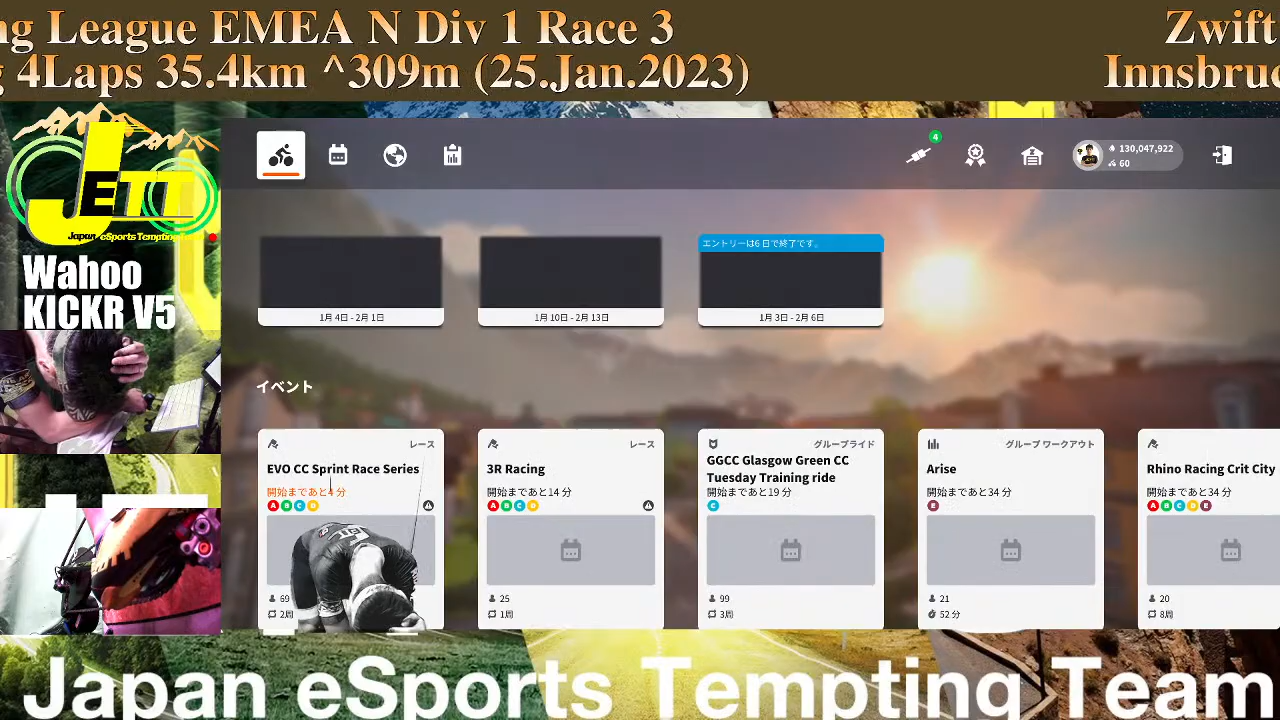 ng League EMEA N Div 1 Race 3
Zwift
g 4Laps 35.4km ^309m (25.Jan.2023)
Innsbruc
JETT
Japan eSports Tempting
Wahoo
KICKR V5
4
130,047,922
60
エントリーは6 日で終了です。
1月 4日 - 2月 1日
1月 10日 - 2月 13日
1月 3日 - 2月 6日
イベント
レース
EVO CC Sprint Race Series
開始まであと4 分
A B C D
69
2周
レース
3R Racing
開始まであと14 分
A B C D
25
1周
グループライド
GGCC Glasgow Green CC
Tuesday Training ride
開始まであと19 分
C
99
3周
グループ ワークアウト
Arise
開始まであと34 分
E
21
52 分
Rhino Racing Crit City
開始まであと34 分
A B C D E
20
8周
Japan eSports Tempting Team